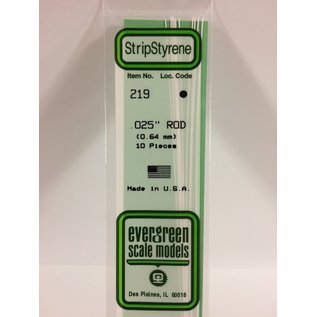 StripStyrene
Item No. Loc. Code
219
.025" ROD
(0.64 mm)
10 Pieces
Made in U.S.A.
evergreen
scale models
Des Plaines, IL 60018